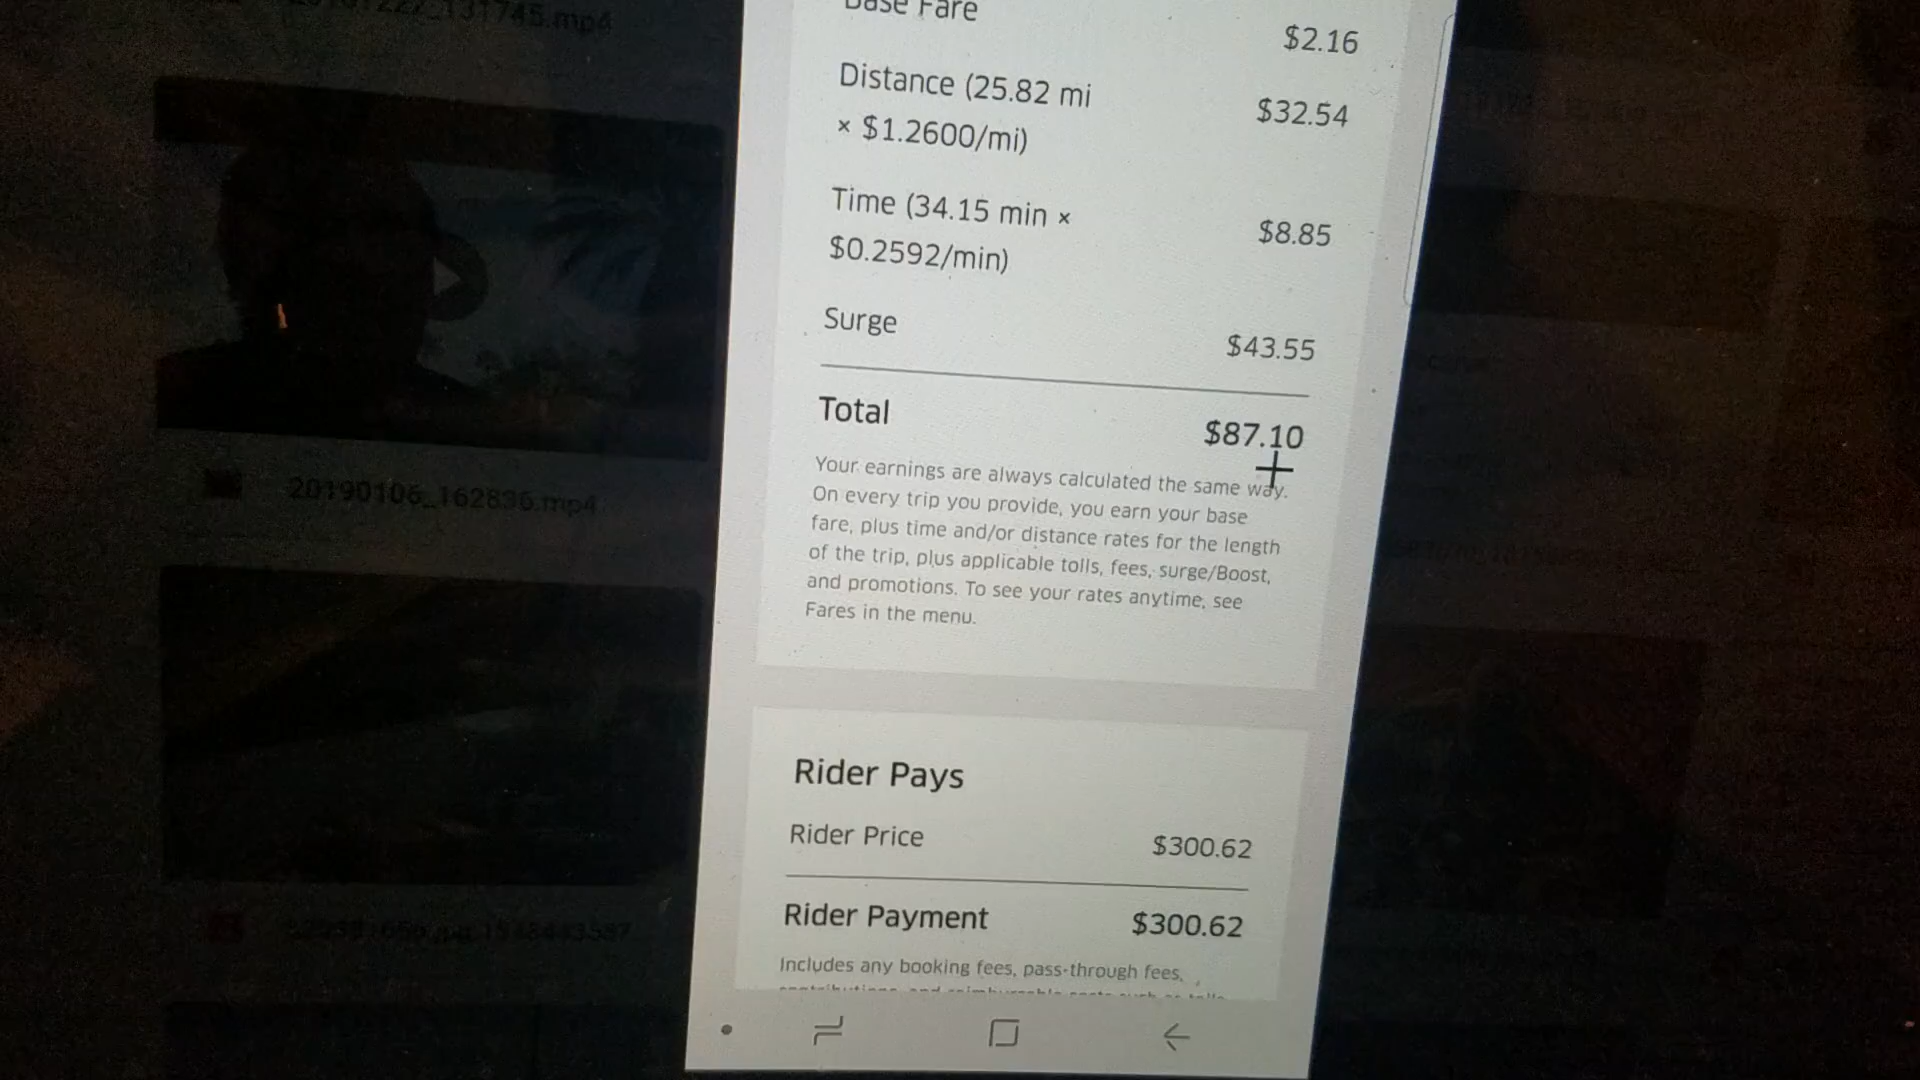 Base Fare
$2.16
Distance (25.82 mi
× $1.2600/mi)
$32.54
Time (34.15 min ×
$0.2592/min)
$8.85
Surge
$43.55
Total
$87.10
Your earnings are always calculated the same way.
On every trip you provide, you earn your base
fare, plus time and/or distance rates for the length
of the trip, plus applicable tolls, fees, surge/Boost,
and promotions. To see your rates anytime, see
Fares in the menu.
Rider Pays
Rider Price
$300.62
Rider Payment
$300.62
Includes any booking fees, pass-through fees,
20190106_162836.mp4